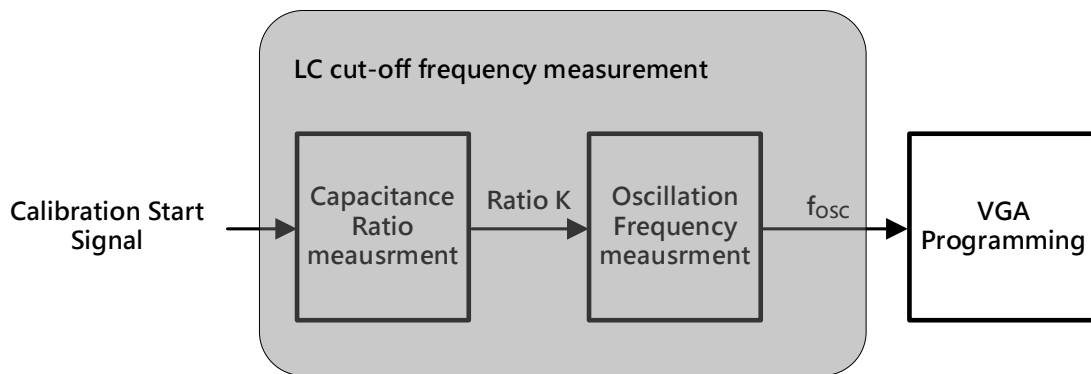 LC cut-off frequency measurement
Calibration Start
Signal
Capacitance
Ratio
meausrment
Ratio K
Oscillation
Frequency
meausrment
fosc
VGA
Programming